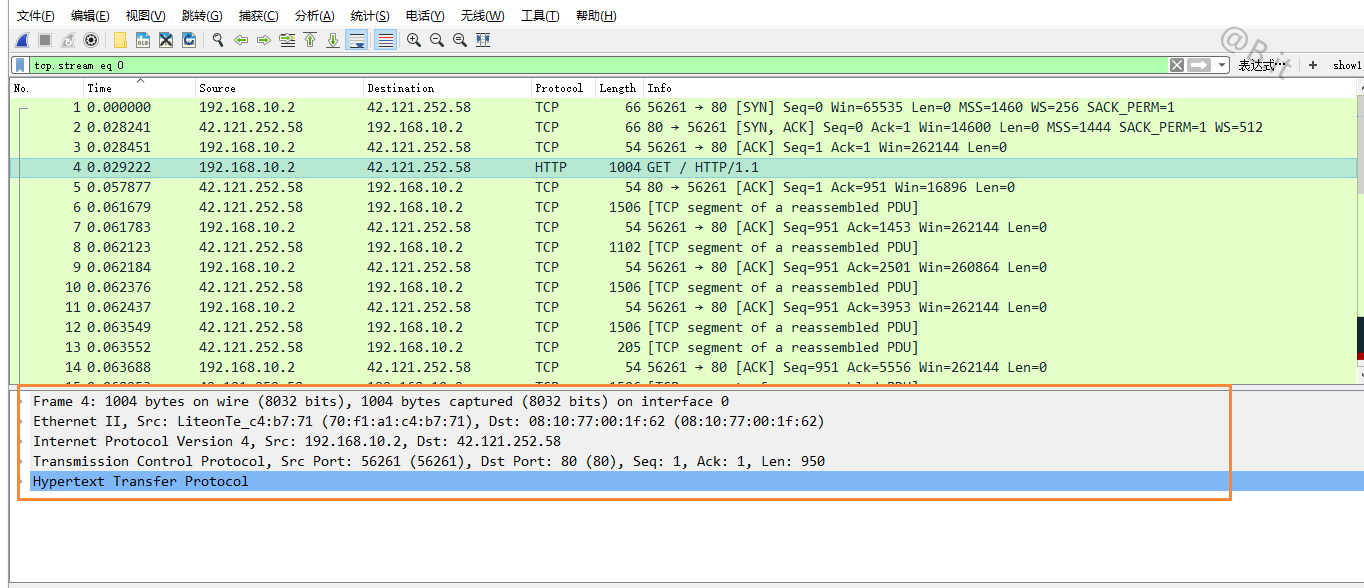 文件(F) 编辑(E) 视图(V) 跳转(G) 捕获(C) 分析(A) 统计(S) 电话(Y) 无线(W) 工具(T) 帮助(H)
@Bit
tcp.stream eq 0 表达式… + show1
No. Time Source Destination Protocol Length Info
1 0.000000 192.168.10.2 42.121.252.58 TCP 66 56261 → 80 [SYN] Seq=0 Win=65535 Len=0 MSS=1460 WS=256 SACK_PERM=1
2 0.028241 42.121.252.58 192.168.10.2 TCP 66 80 → 56261 [SYN, ACK] Seq=0 Ack=1 Win=14600 Len=0 MSS=1444 SACK_PERM=1 WS=512
3 0.028451 192.168.10.2 42.121.252.58 TCP 54 56261 → 80 [ACK] Seq=1 Ack=1 Win=262144 Len=0
4 0.029222 192.168.10.2 42.121.252.58 HTTP 1004 GET / HTTP/1.1
5 0.057877 42.121.252.58 192.168.10.2 TCP 54 80 → 56261 [ACK] Seq=1 Ack=951 Win=16896 Len=0
6 0.061679 42.121.252.58 192.168.10.2 TCP 1506 [TCP segment of a reassembled PDU]
7 0.061783 192.168.10.2 42.121.252.58 TCP 54 56261 → 80 [ACK] Seq=951 Ack=1453 Win=262144 Len=0
8 0.062123 42.121.252.58 192.168.10.2 TCP 1102 [TCP segment of a reassembled PDU]
9 0.062184 192.168.10.2 42.121.252.58 TCP 54 56261 → 80 [ACK] Seq=951 Ack=2501 Win=260864 Len=0
10 0.062376 42.121.252.58 192.168.10.2 TCP 1506 [TCP segment of a reassembled PDU]
11 0.062437 192.168.10.2 42.121.252.58 TCP 54 56261 → 80 [ACK] Seq=951 Ack=3953 Win=262144 Len=0
12 0.063549 42.121.252.58 192.168.10.2 TCP 1506 [TCP segment of a reassembled PDU]
13 0.063552 42.121.252.58 192.168.10.2 TCP 205 [TCP segment of a reassembled PDU]
14 0.063688 192.168.10.2 42.121.252.58 TCP 54 56261 → 80 [ACK] Seq=951 Ack=5556 Win=262144 Len=0
Frame 4: 1004 bytes on wire (8032 bits), 1004 bytes captured (8032 bits) on interface 0
Ethernet II, Src: LiteonTe_c4:b7:71 (70:f1:a1:c4:b7:71), Dst: 08:10:77:00:1f:62 (08:10:77:00:1f:62)
Internet Protocol Version 4, Src: 192.168.10.2, Dst: 42.121.252.58
Transmission Control Protocol, Src Port: 56261 (56261), Dst Port: 80 (80), Seq: 1, Ack: 1, Len: 950
Hypertext Transfer Protocol